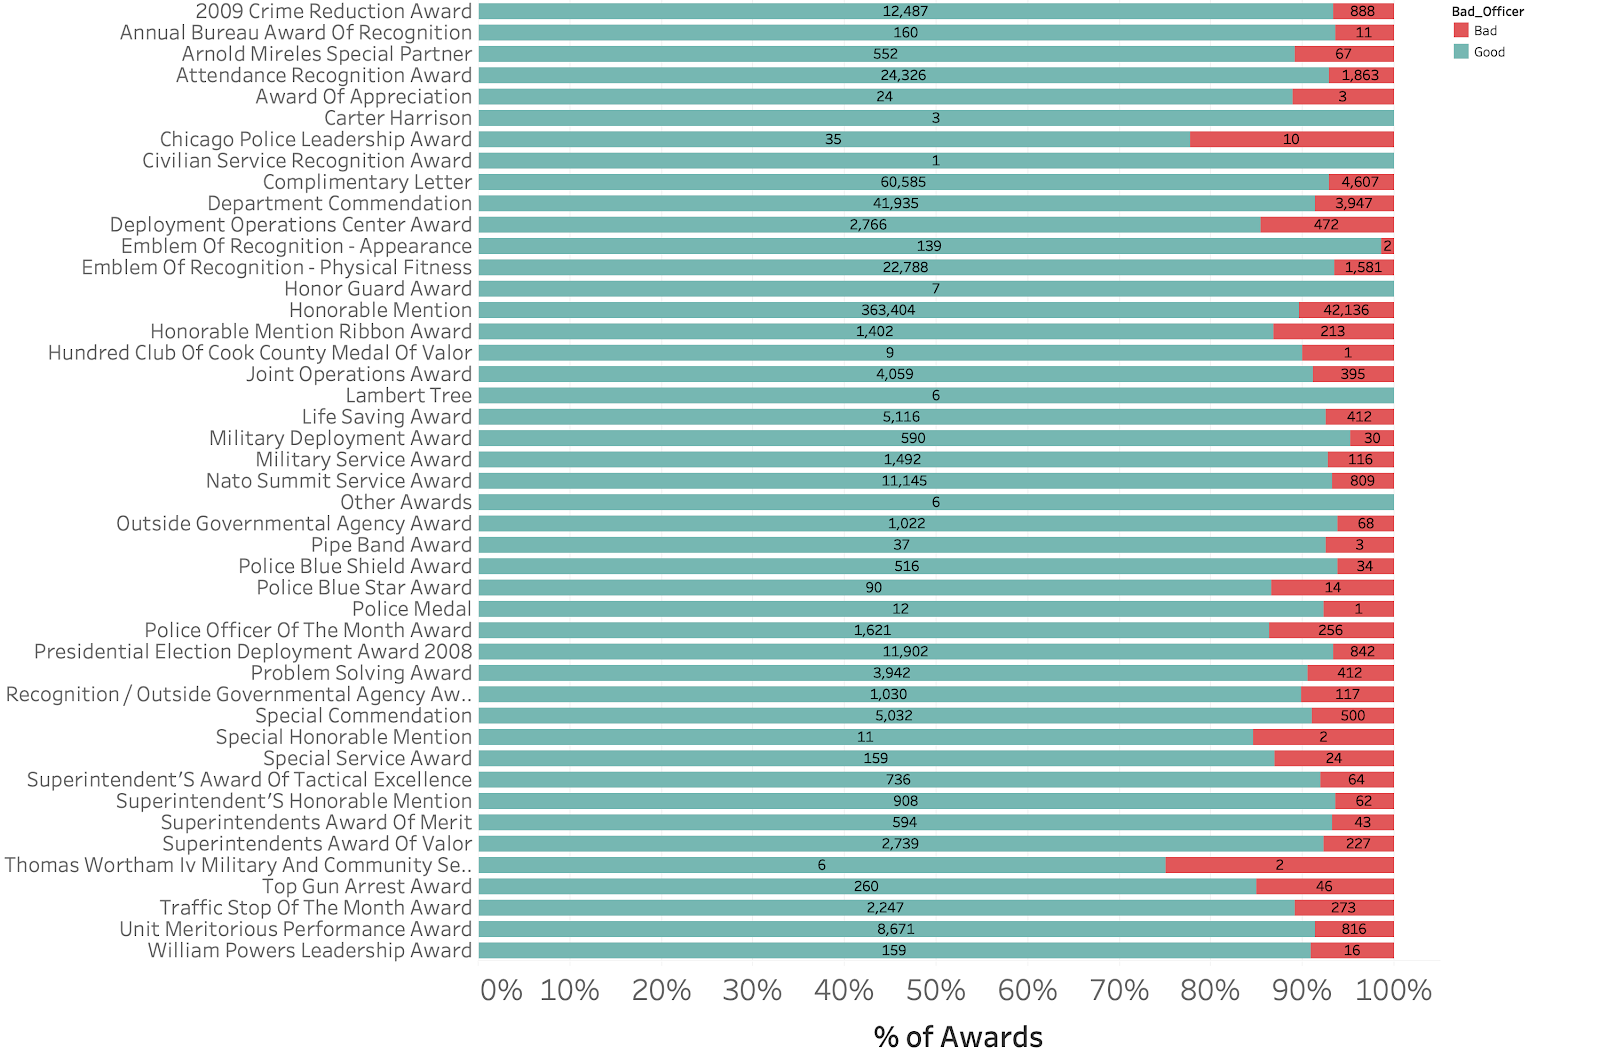 2009 Crime Reduction Award 12,487 888
Annual Bureau Award Of Recognition 160 11
Arnold Mireles Special Partner 552 67
Attendance Recognition Award 24,326 1,863
Award Of Appreciation 24 3
Carter Harrison 3
Chicago Police Leadership Award 35 10
Civilian Service Recognition Award 1
Complimentary Letter 60,585 4,607
Department Commendation 41,935 3,947
Deployment Operations Center Award 2,766 472
Emblem Of Recognition - Appearance 139 2
Emblem Of Recognition - Physical Fitness 22,788 1,581
Honor Guard Award 7
Honorable Mention 363,404 42,136
Honorable Mention Ribbon Award 1,402 213
Hundred Club Of Cook County Medal Of Valor 9 1
Joint Operations Award 4,059 395
Lambert Tree 6
Life Saving Award 5,116 412
Military Deployment Award 590 30
Military Service Award 1,492 116
Nato Summit Service Award 11,145 809
Other Awards 6
Outside Governmental Agency Award 1,022 68
Pipe Band Award 37 3
Police Blue Shield Award 516 34
Police Blue Star Award 90 14
Police Medal 12 1
Police Officer Of The Month Award 1,621 256
Presidential Election Deployment Award 2008 11,902 842
Problem Solving Award 3,942 412
Recognition / Outside Governmental Agency Aw.. 1,030 117
Special Commendation 5,032 500
Special Honorable Mention 11 2
Special Service Award 159 24
Superintendent'S Award Of Tactical Excellence 736 64
Superintendent'S Honorable Mention 908 62
Superintendents Award Of Merit 594 43
Superintendents Award Of Valor 2,739 227
Thomas Wortham Iv Military And Community Se.. 6 2
Top Gun Arrest Award 260 46
Traffic Stop Of The Month Award 2,247 273
Unit Meritorious Performance Award 8,671 816
William Powers Leadership Award 159 16
0% 10% 20% 30% 40% 50% 60% 70% 80% 90% 100%
% of Awards
Bad_Officer
Bad
Good